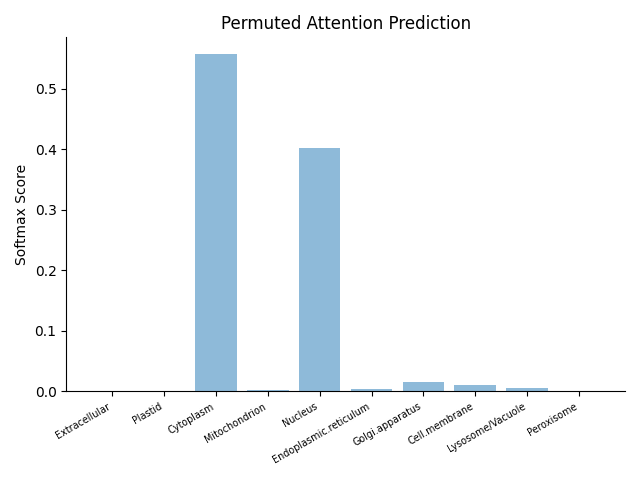 Permuted Attention Prediction
Softmax Score
0.5
0.4
0.3
0.2
0.1
0.0
Extracellular
Plastid
Cytoplasm
Mitochondrion
Nucleus
Endoplasmic.reticulum
Golgi.apparatus
Cell.membrane
Lysosome/Vacuole
Peroxisome